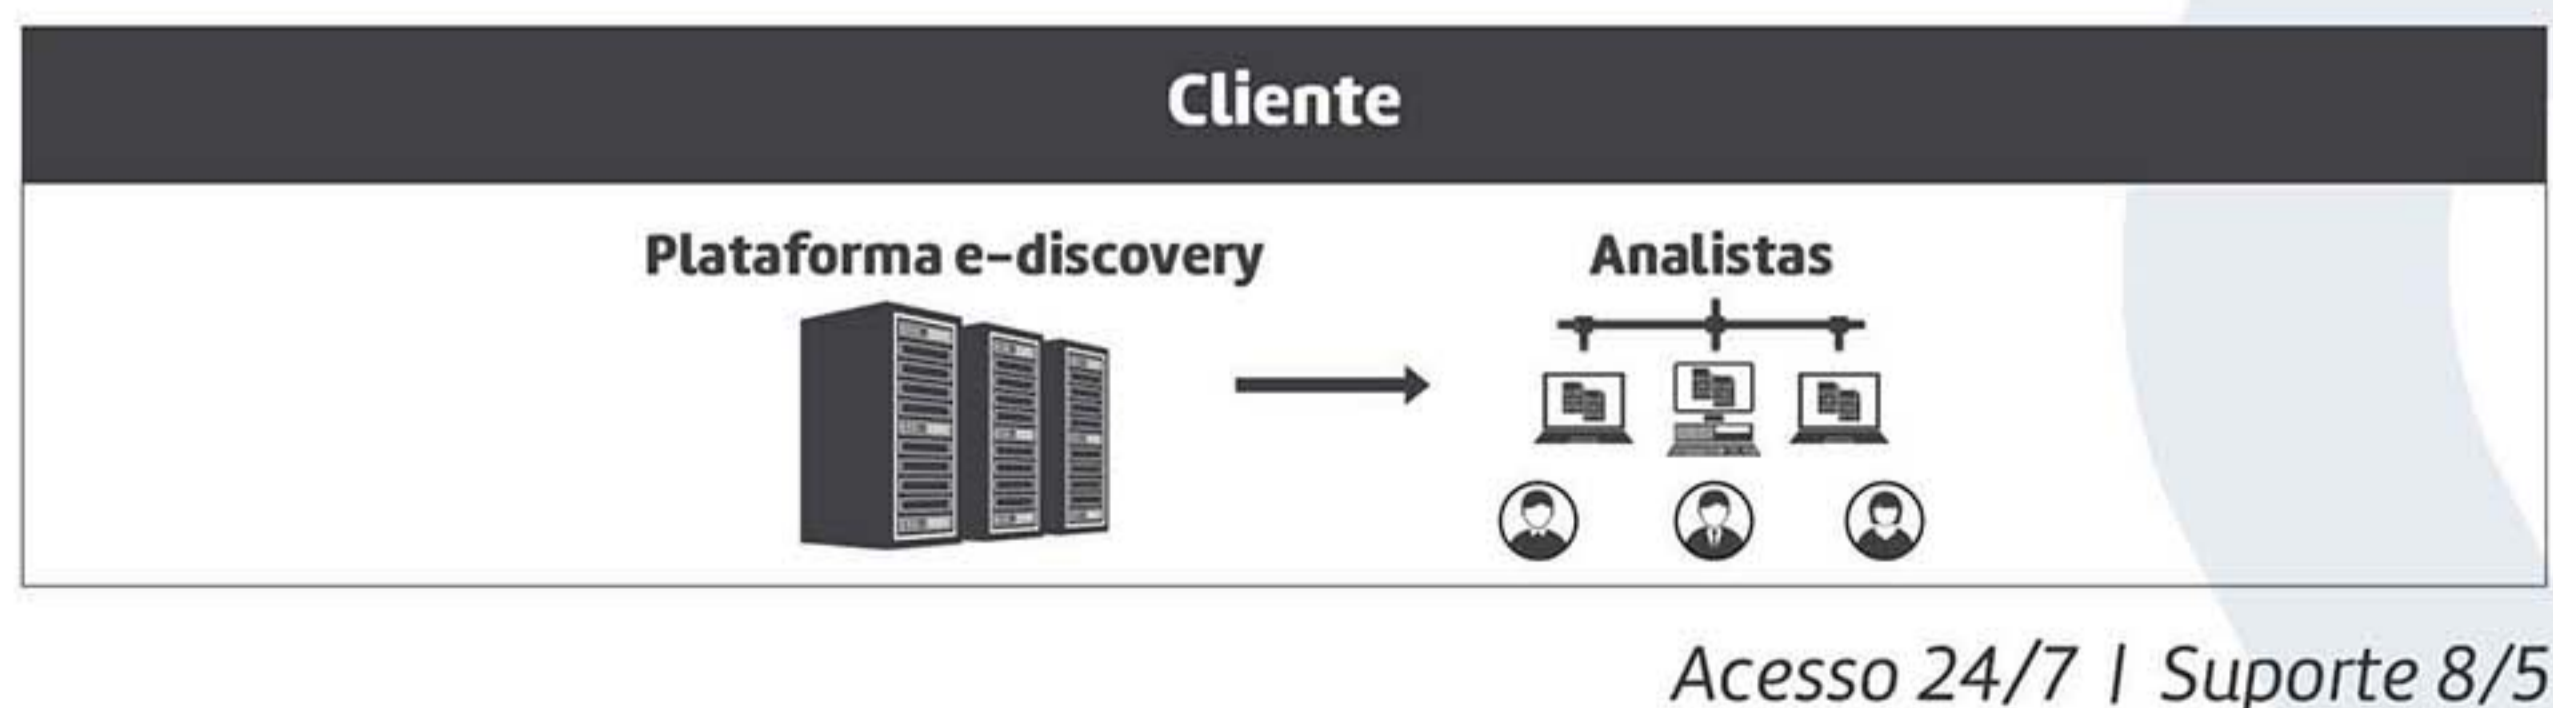 Cliente
Plataforma e-discovery
Analistas
Acesso 24/7 | Suporte 8/5